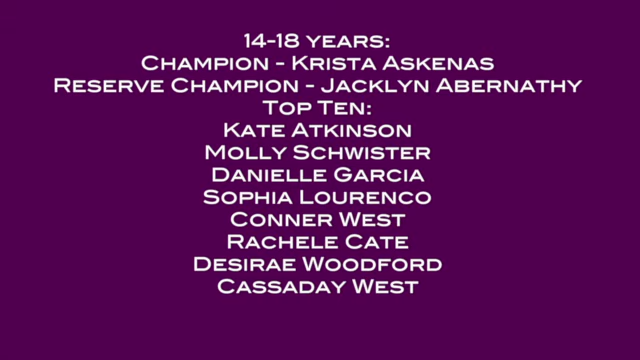 14-18 years:
Champion - Krista Askenas
Reserve Champion - Jacklyn Abernathy
Top Ten:
Kate Atkinson
Molly Schwister
Danielle Garcia
Sophia Lourenco
Conner West
Rachele Cate
Desirae Woodford
Cassaday West